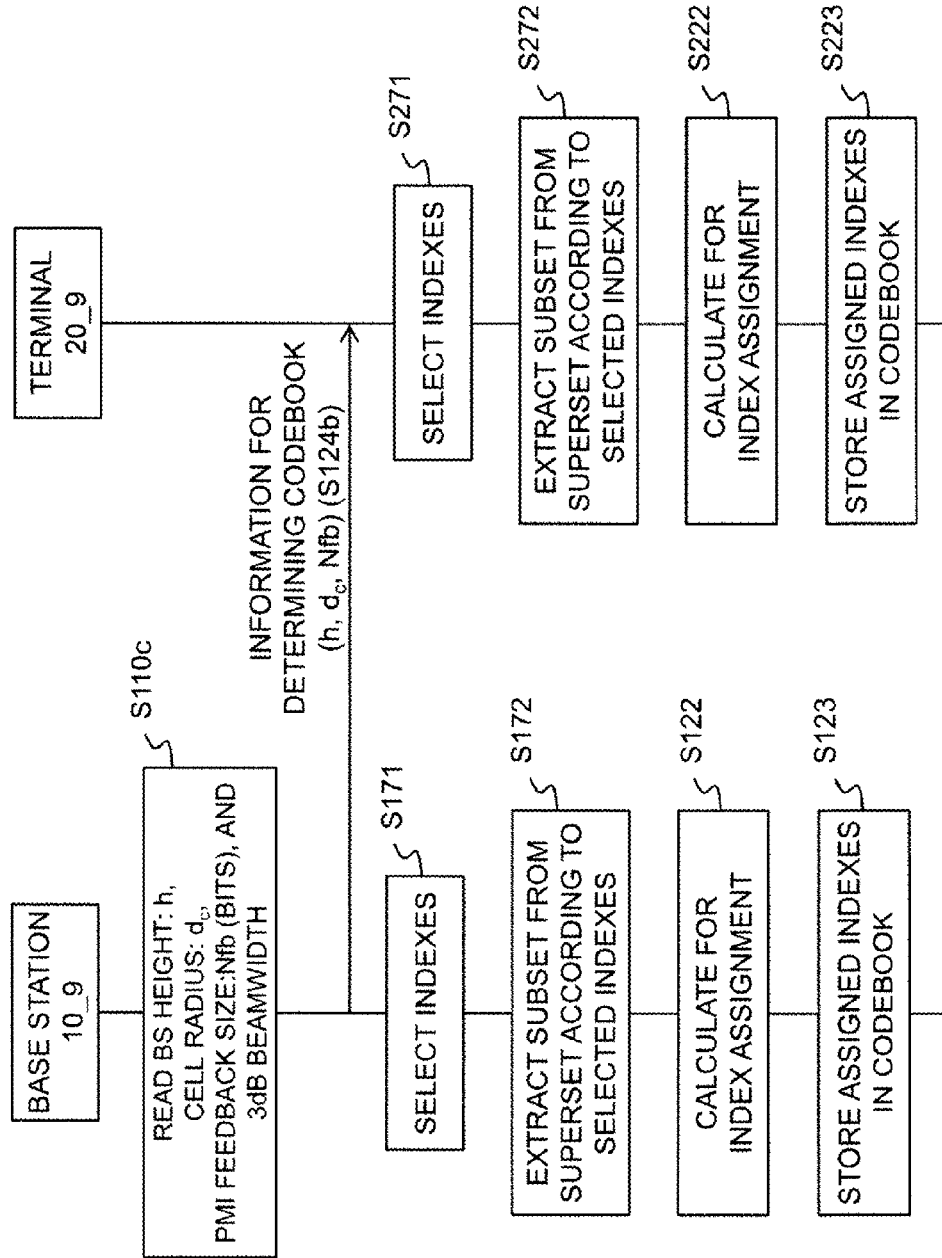 BASE STATION
10_9
TERMINAL
20_9
S110c
READ BS HEIGHT: h,
CELL RADIUS: dc,
PMI FEEDBACK SIZE:Nfb (BITS), AND
3dB BEAMWIDTH
INFORMATION FOR
DETERMINING CODEBOOK
(h, dc, Nfb) (S124b)
S171
SELECT INDEXES
S271
SELECT INDEXES
S172
EXTRACT SUBSET FROM
SUPERSET ACCORDING TO
SELECTED INDEXES
S272
EXTRACT SUBSET FROM
SUPERSET ACCORDING TO
SELECTED INDEXES
S122
CALCULATE FOR
INDEX ASSIGNMENT
S222
CALCULATE FOR
INDEX ASSIGNMENT
S123
STORE ASSIGNED INDEXES
IN CODEBOOK
S223
STORE ASSIGNED INDEXES
IN CODEBOOK